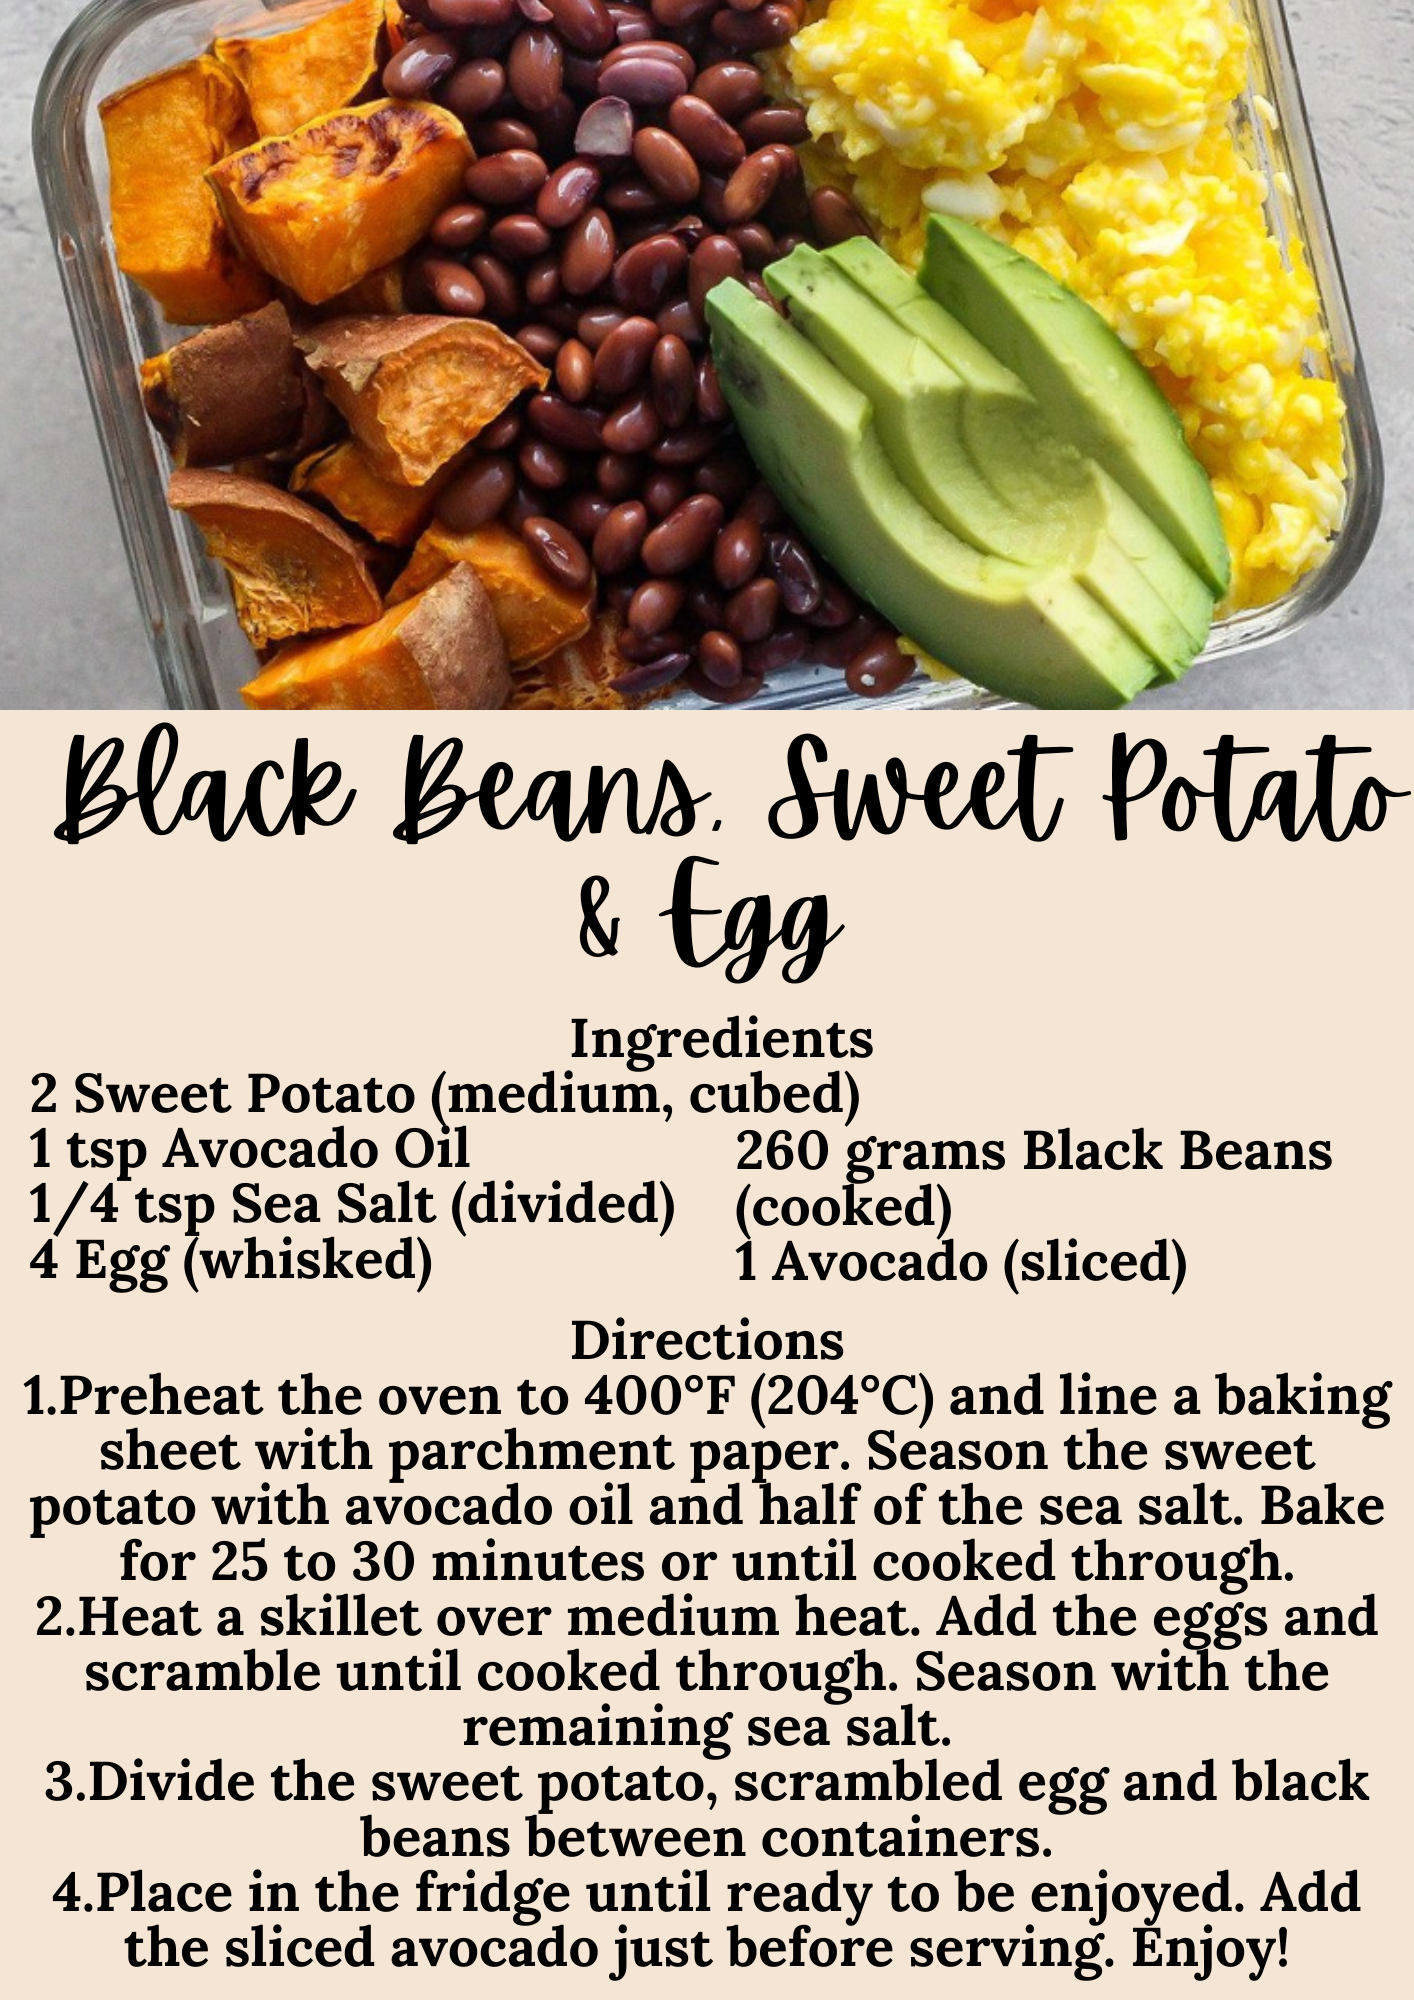 Black Beans, Sweet Potato
& Egg
Ingredients
2 Sweet Potato (medium, cubed)
1 tsp Avocado Oil
1/4 tsp Sea Salt (divided)
4 Egg (whisked)
260 grams Black Beans
(cooked)
1 Avocado (sliced)
Directions
1.Preheat the oven to 400°F (204°C) and line a baking
sheet with parchment paper. Season the sweet
potato with avocado oil and half of the sea salt. Bake
for 25 to 30 minutes or until cooked through.
2.Heat a skillet over medium heat. Add the eggs and
scramble until cooked through. Season with the
remaining sea salt.
3.Divide the sweet potato, scrambled egg and black
beans between containers.
4.Place in the fridge until ready to be enjoyed. Add
the sliced avocado just before serving. Enjoy!